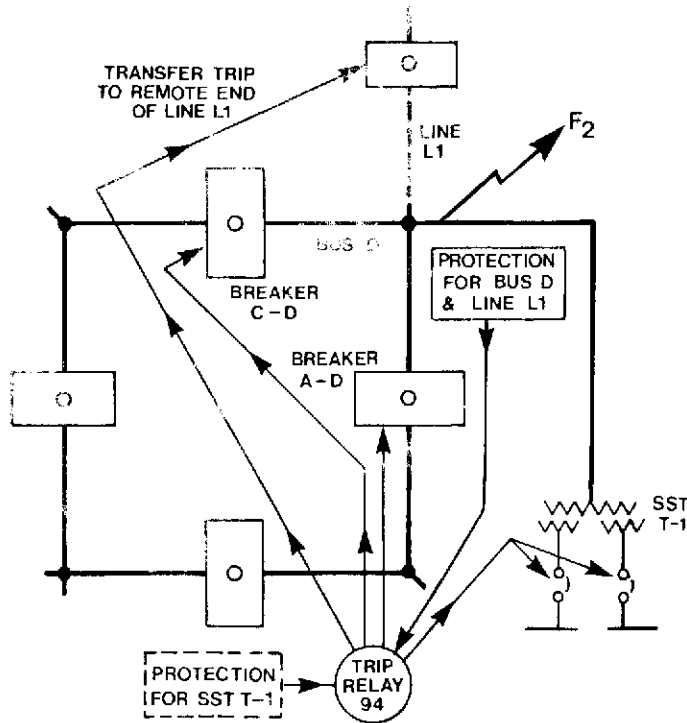 TRANSFER TRIP
TO REMOTE END
OF LINE L1
LINE
L1
F2
BUS D
PROTECTION
FOR BUS D
& LINE L1
BREAKER
C-D
BREAKER
A-D
SST
T-1
PROTECTION
FOR SST T-1
TRIP
RELAY
94